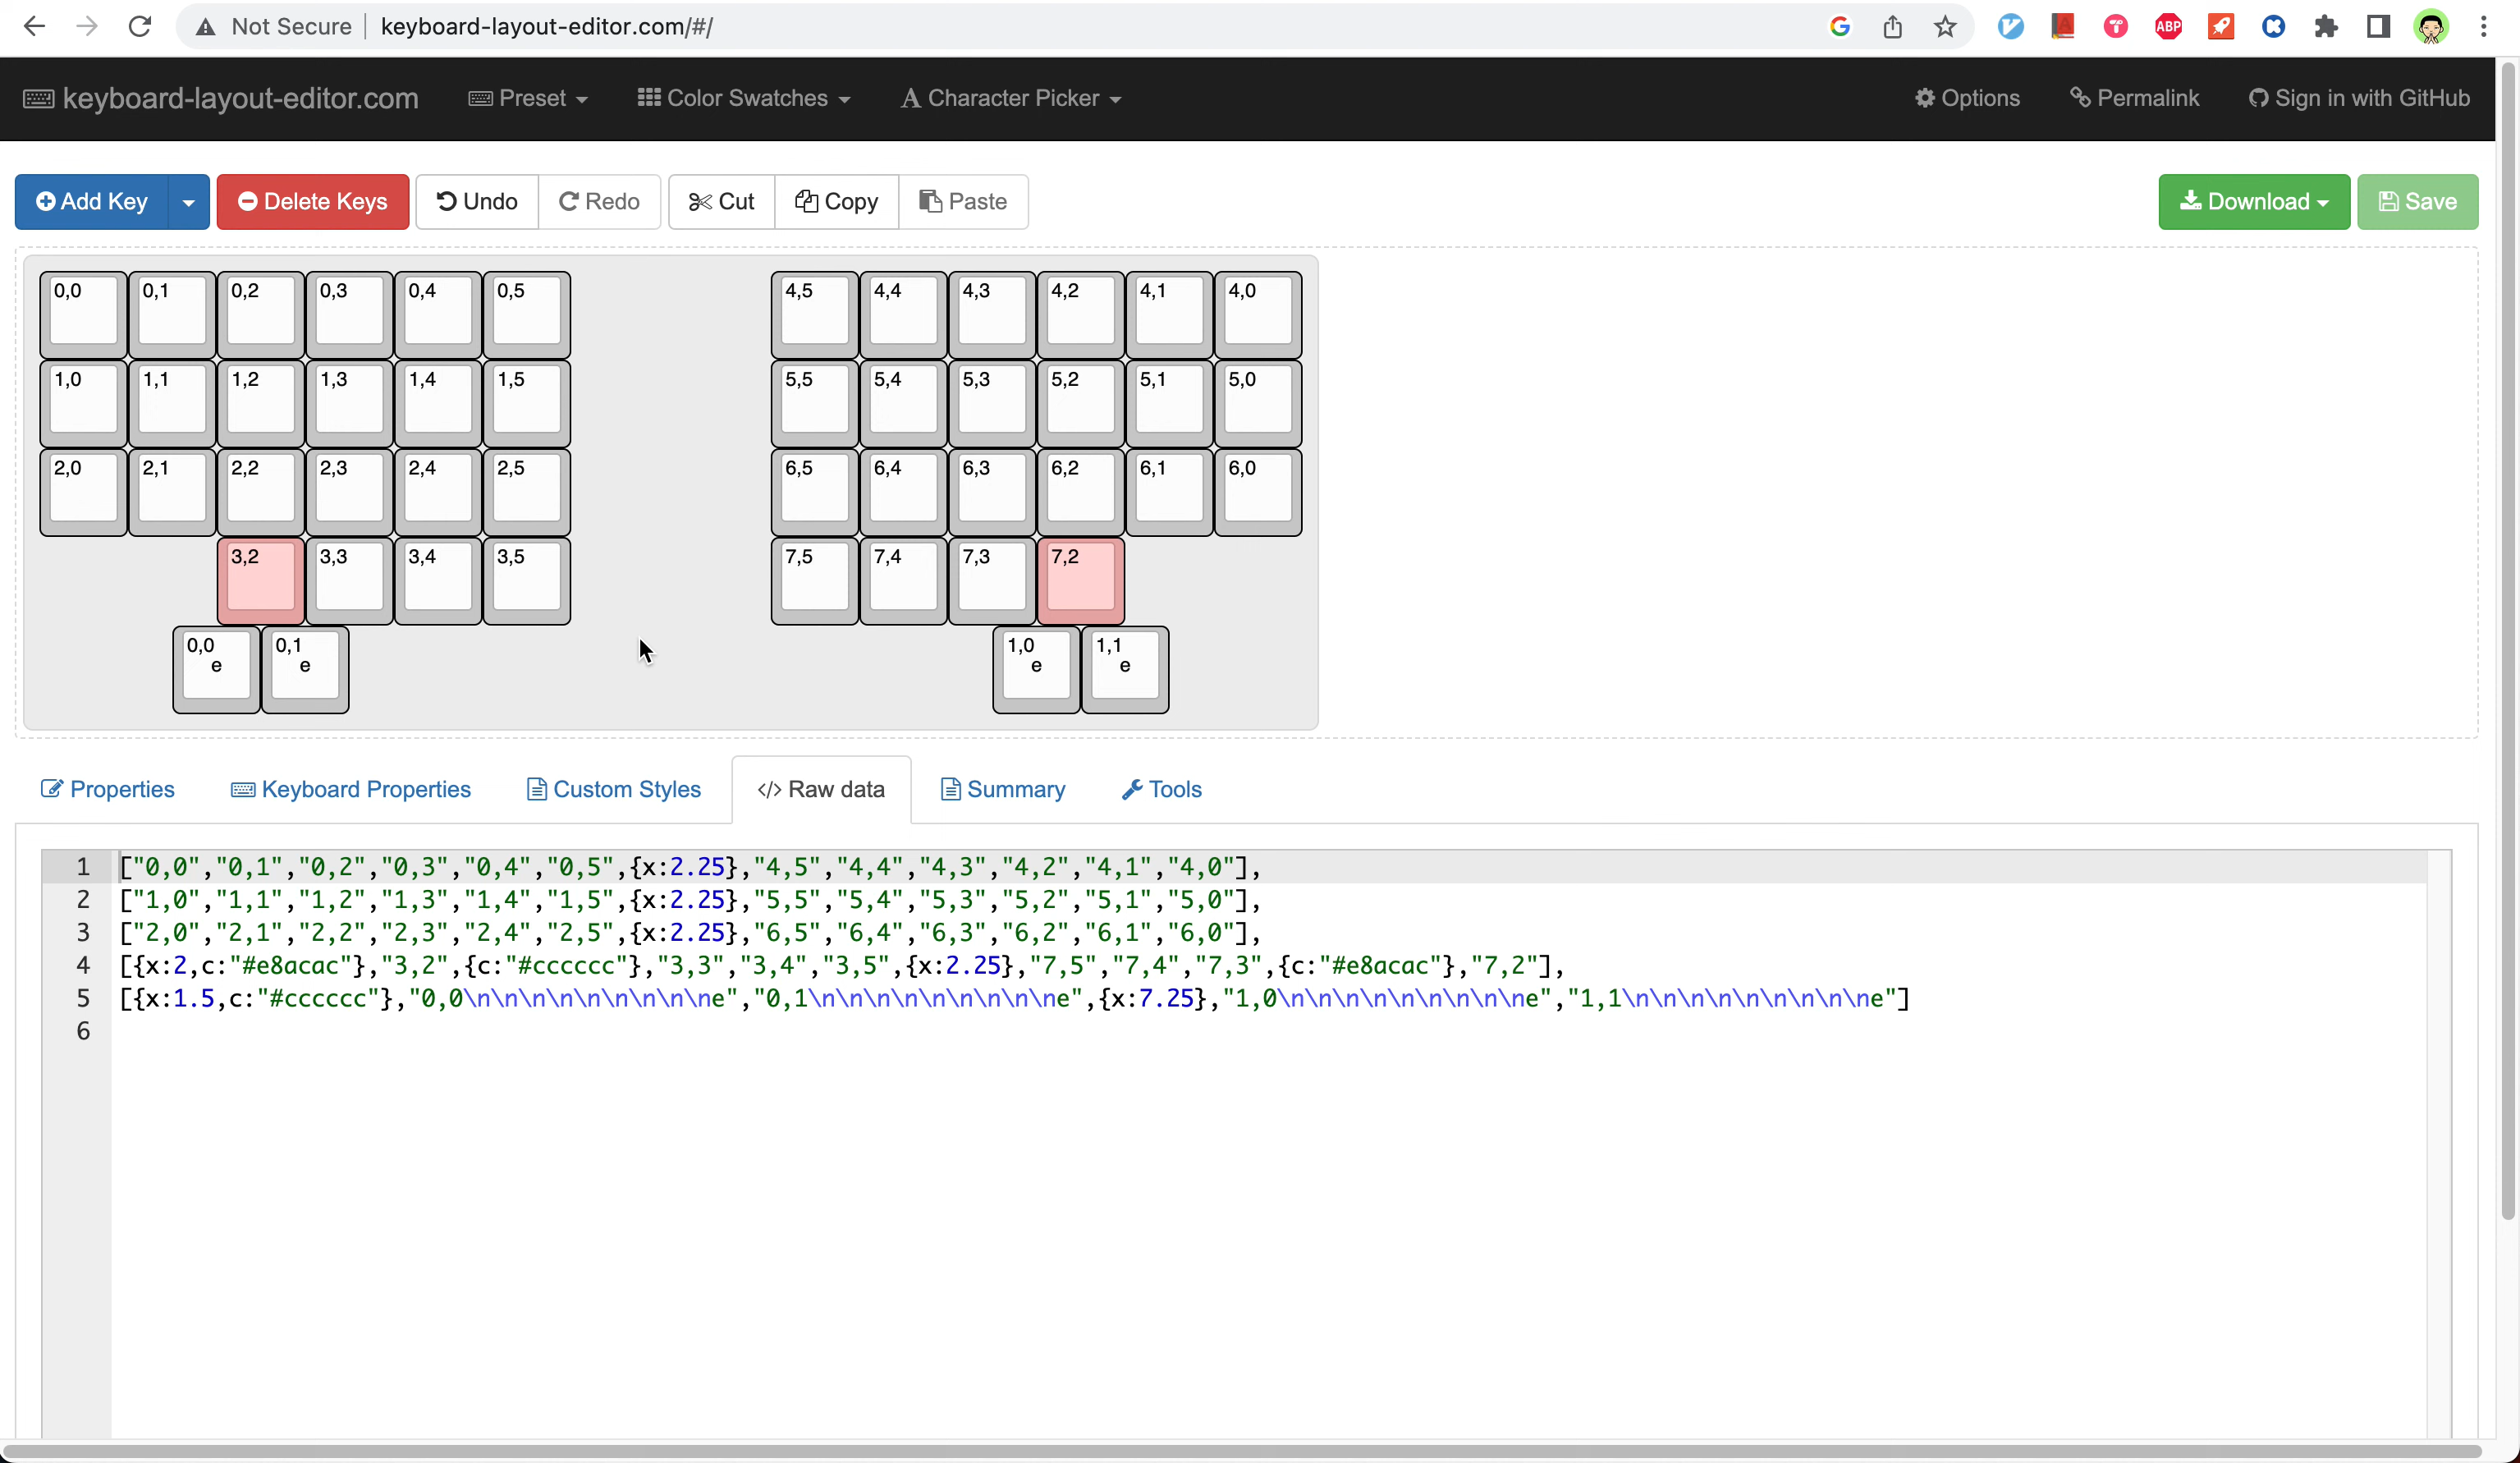 Not Secure keyboard-layout-editor.com/#/
ABP
keyboard-layout-editor.com Preset Color Swatches A Character Picker Options Permalink Sign in with GitHub
Add Key Delete Keys Undo Redo Cut Copy Paste Download Save
0,0 0,1 0,2 0,3 0,4 0,5 4,5 4,4 4,3 4,2 4,1 4,0
1,0 1,1 1,2 1,3 1,4 1,5 5,5 5,4 5,3 5,2 5,1 5,0
2,0 2,1 2,2 2,3 2,4 2,5 6,5 6,4 6,3 6,2 6,1 6,0
3,2 3,3 3,4 3,5 7,5 7,4 7,3 7,2
0,0 0,1 1,0 1,1
e e e e
Properties Keyboard Properties Custom Styles </> Raw data Summary Tools
1 ["0,0","0,1","0,2","0,3","0,4","0,5",{x:2.25},"4,5","4,4","4,3","4,2","4,1","4,0"],
2 ["1,0","1,1","1,2","1,3","1,4","1,5",{x:2.25},"5,5","5,4","5,3","5,2","5,1","5,0"],
3 ["2,0","2,1","2,2","2,3","2,4","2,5",{x:2.25},"6,5","6,4","6,3","6,2","6,1","6,0"],
4 [{x:2,c:"#e8acac"},"3,2",{c:"#cccccc"},"3,3","3,4","3,5",{x:2.25},"7,5","7,4","7,3",{c:"#e8acac"},"7,2"],
5 [{x:1.5,c:"#cccccc"},"0,0\n\n\n\n\n\n\n\n\ne","0,1\n\n\n\n\n\n\n\n\ne",{x:7.25},"1,0\n\n\n\n\n\n\n\n\ne","1,1\n\n\n\n\n\n\n\n\ne"]
6